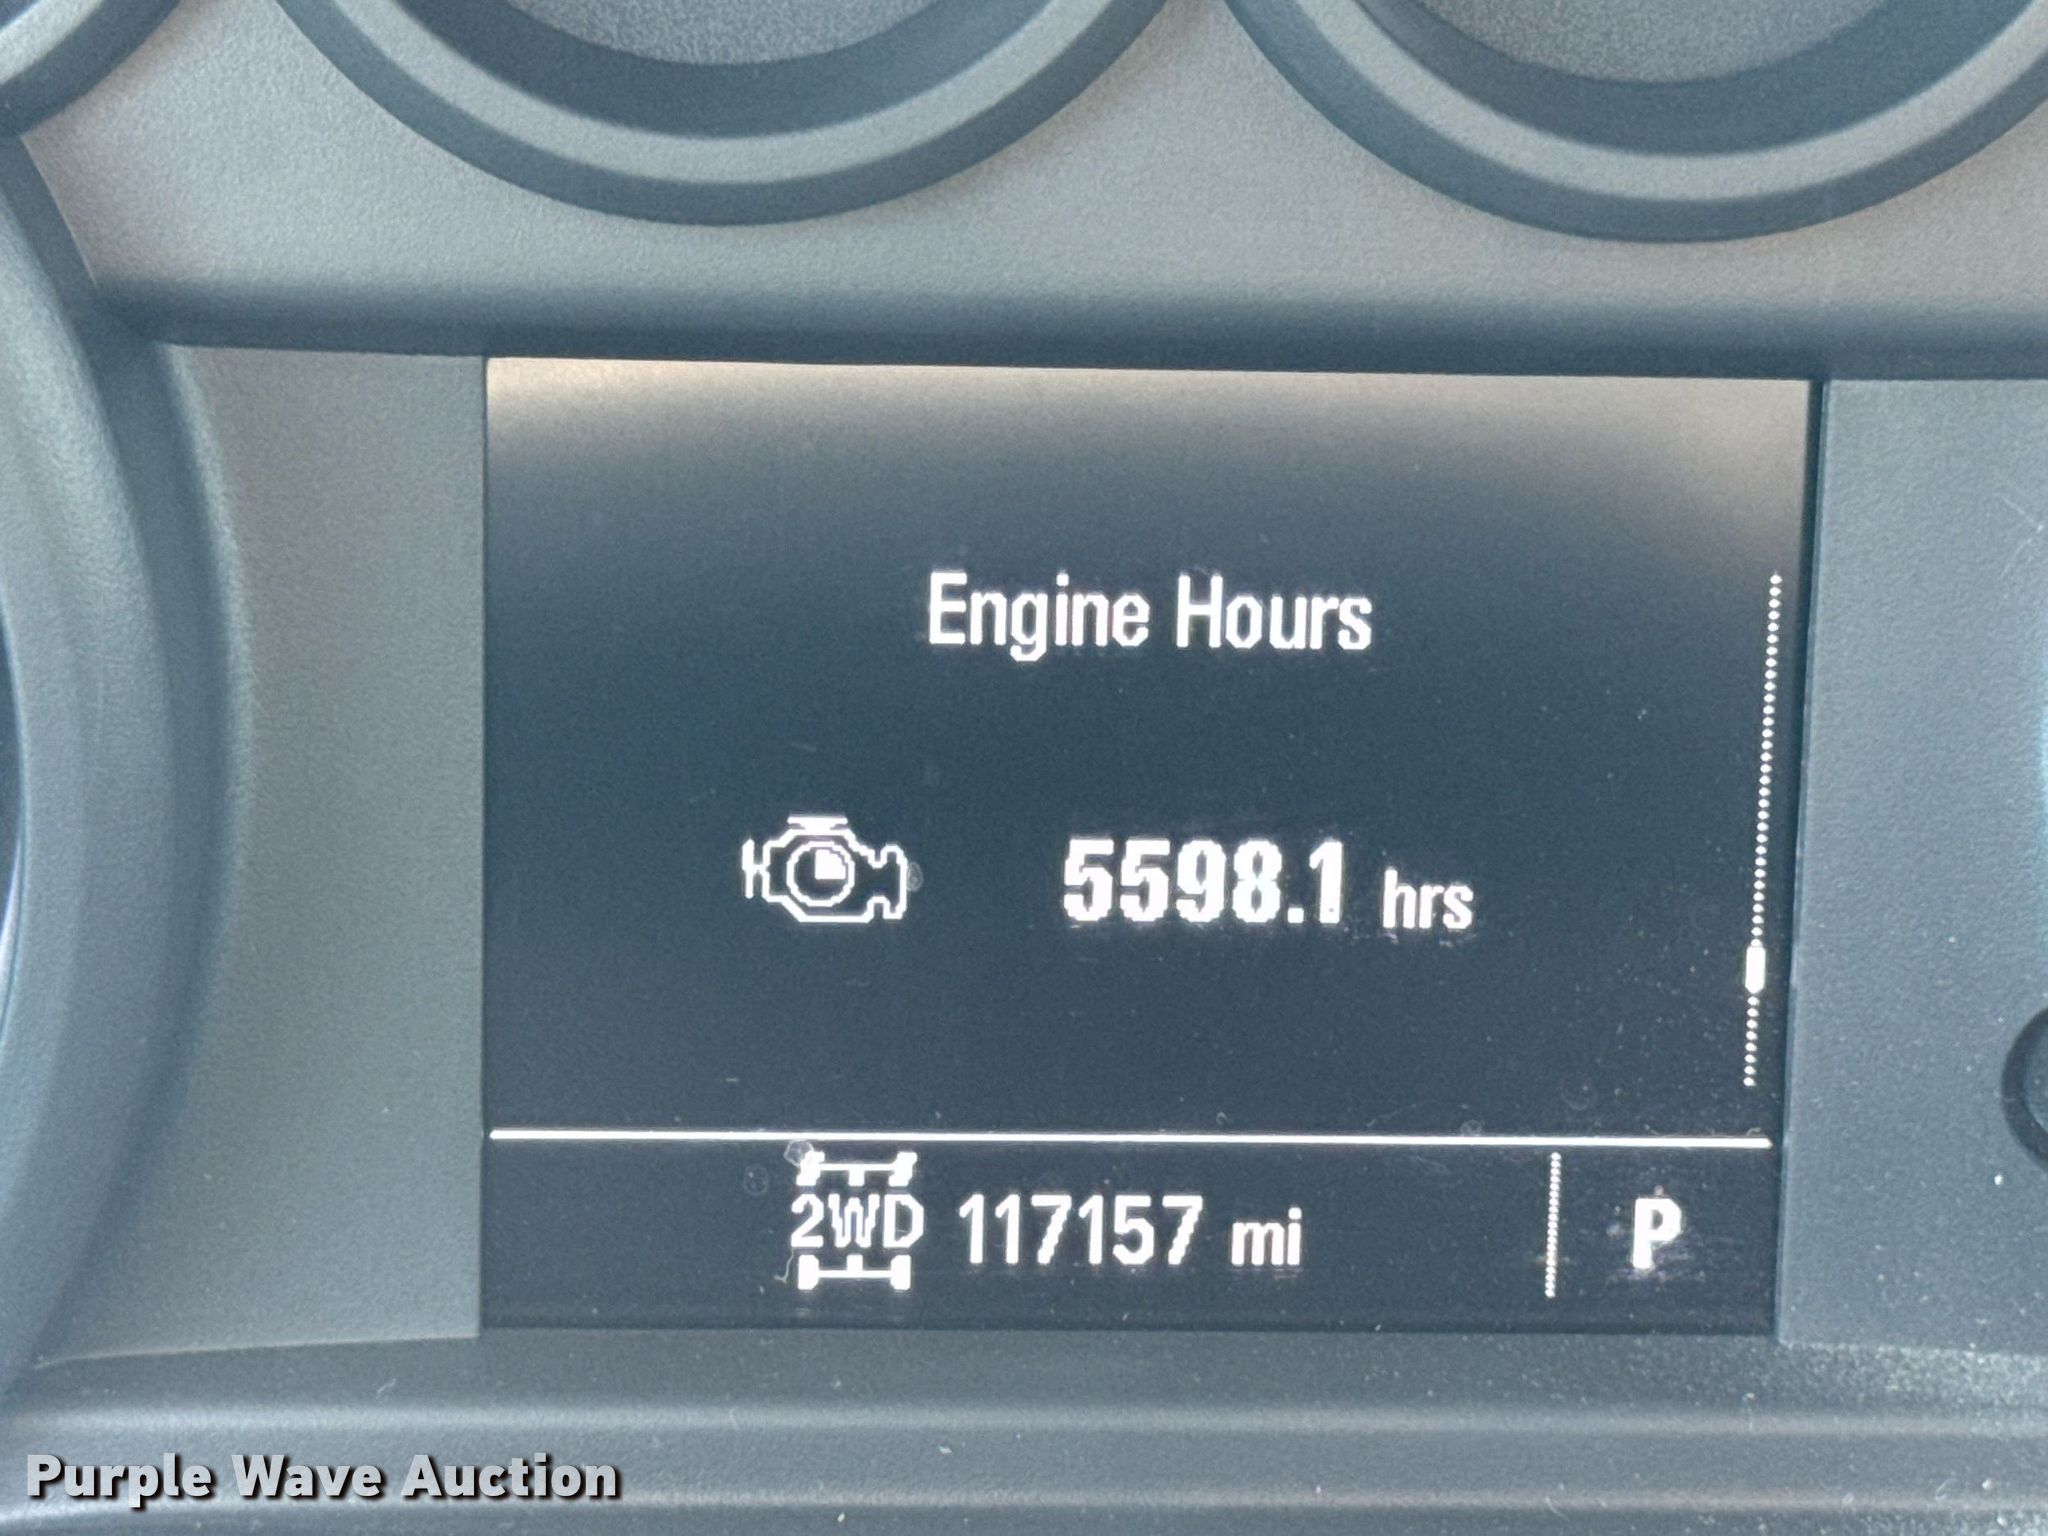 Engine Hours
5598.1 hrs
2WD 117157 mi P
Purple Wave Auction